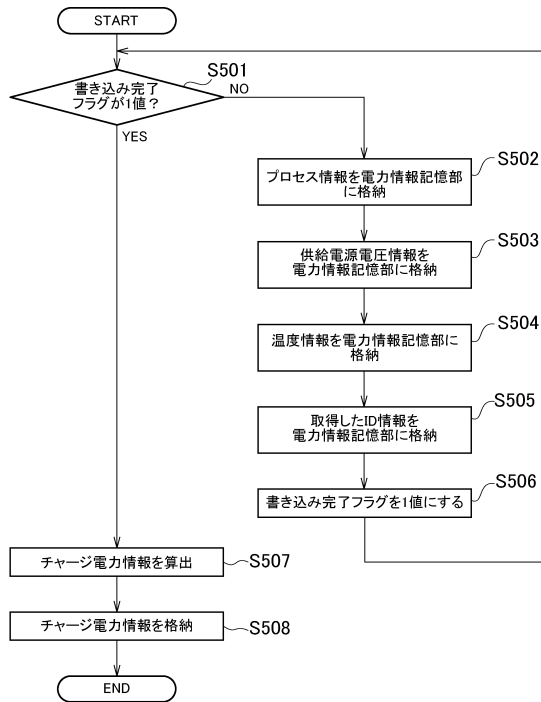 START
書き込み完了
フラグが1値？
S501
NO
YES
プロセス情報を電力情報記憶部
に格納
S502
供給電源電圧情報を
電力情報記憶部に格納
S503
温度情報を電力情報記憶部に
格納
S504
取得したID情報を
電力情報記憶部に格納
S505
書き込み完了フラグを1値にする
S506
チャージ電力情報を算出
S507
チャージ電力情報を格納
S508
END